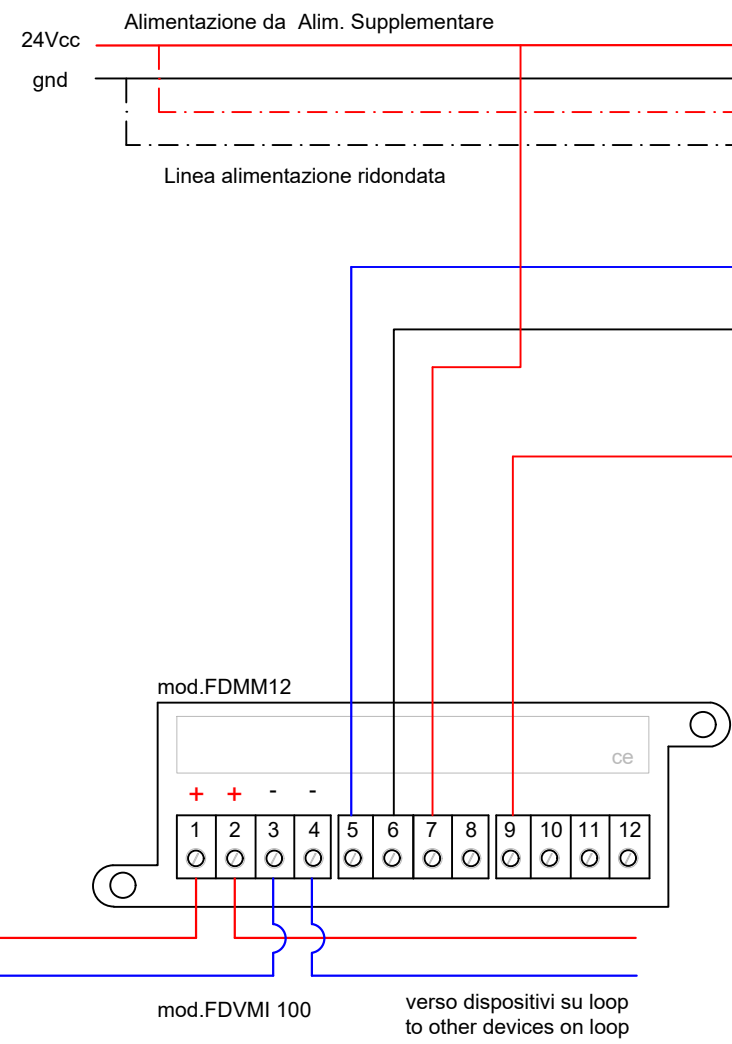 Alimentazione da  Alim. Supplementare
24Vcc
gnd
Linea alimentazione ridondata
mod.FDMM12
ce
+ + - -
1 2 3 4 5 6 7 8 9 10 11 12
mod.FDVMI 100
verso dispositivi su loop
to other devices on loop